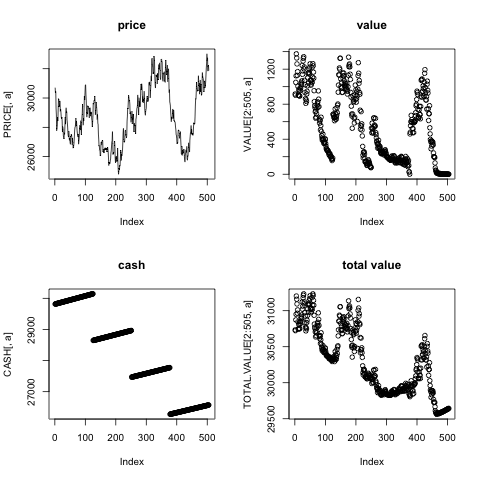 price
PRICE[, a]
26000 30000
0 100 200 300 400 500
Index
value
VALUE[2:505, a]
0 400 800 1200
0 100 200 300 400 500
Index
cash
CASH[, a]
27000 29000
0 100 200 300 400 500
Index
total value
TOTAL.VALUE[2:505, a]
29500 30000 30500 31000
0 100 200 300 400 500
Index